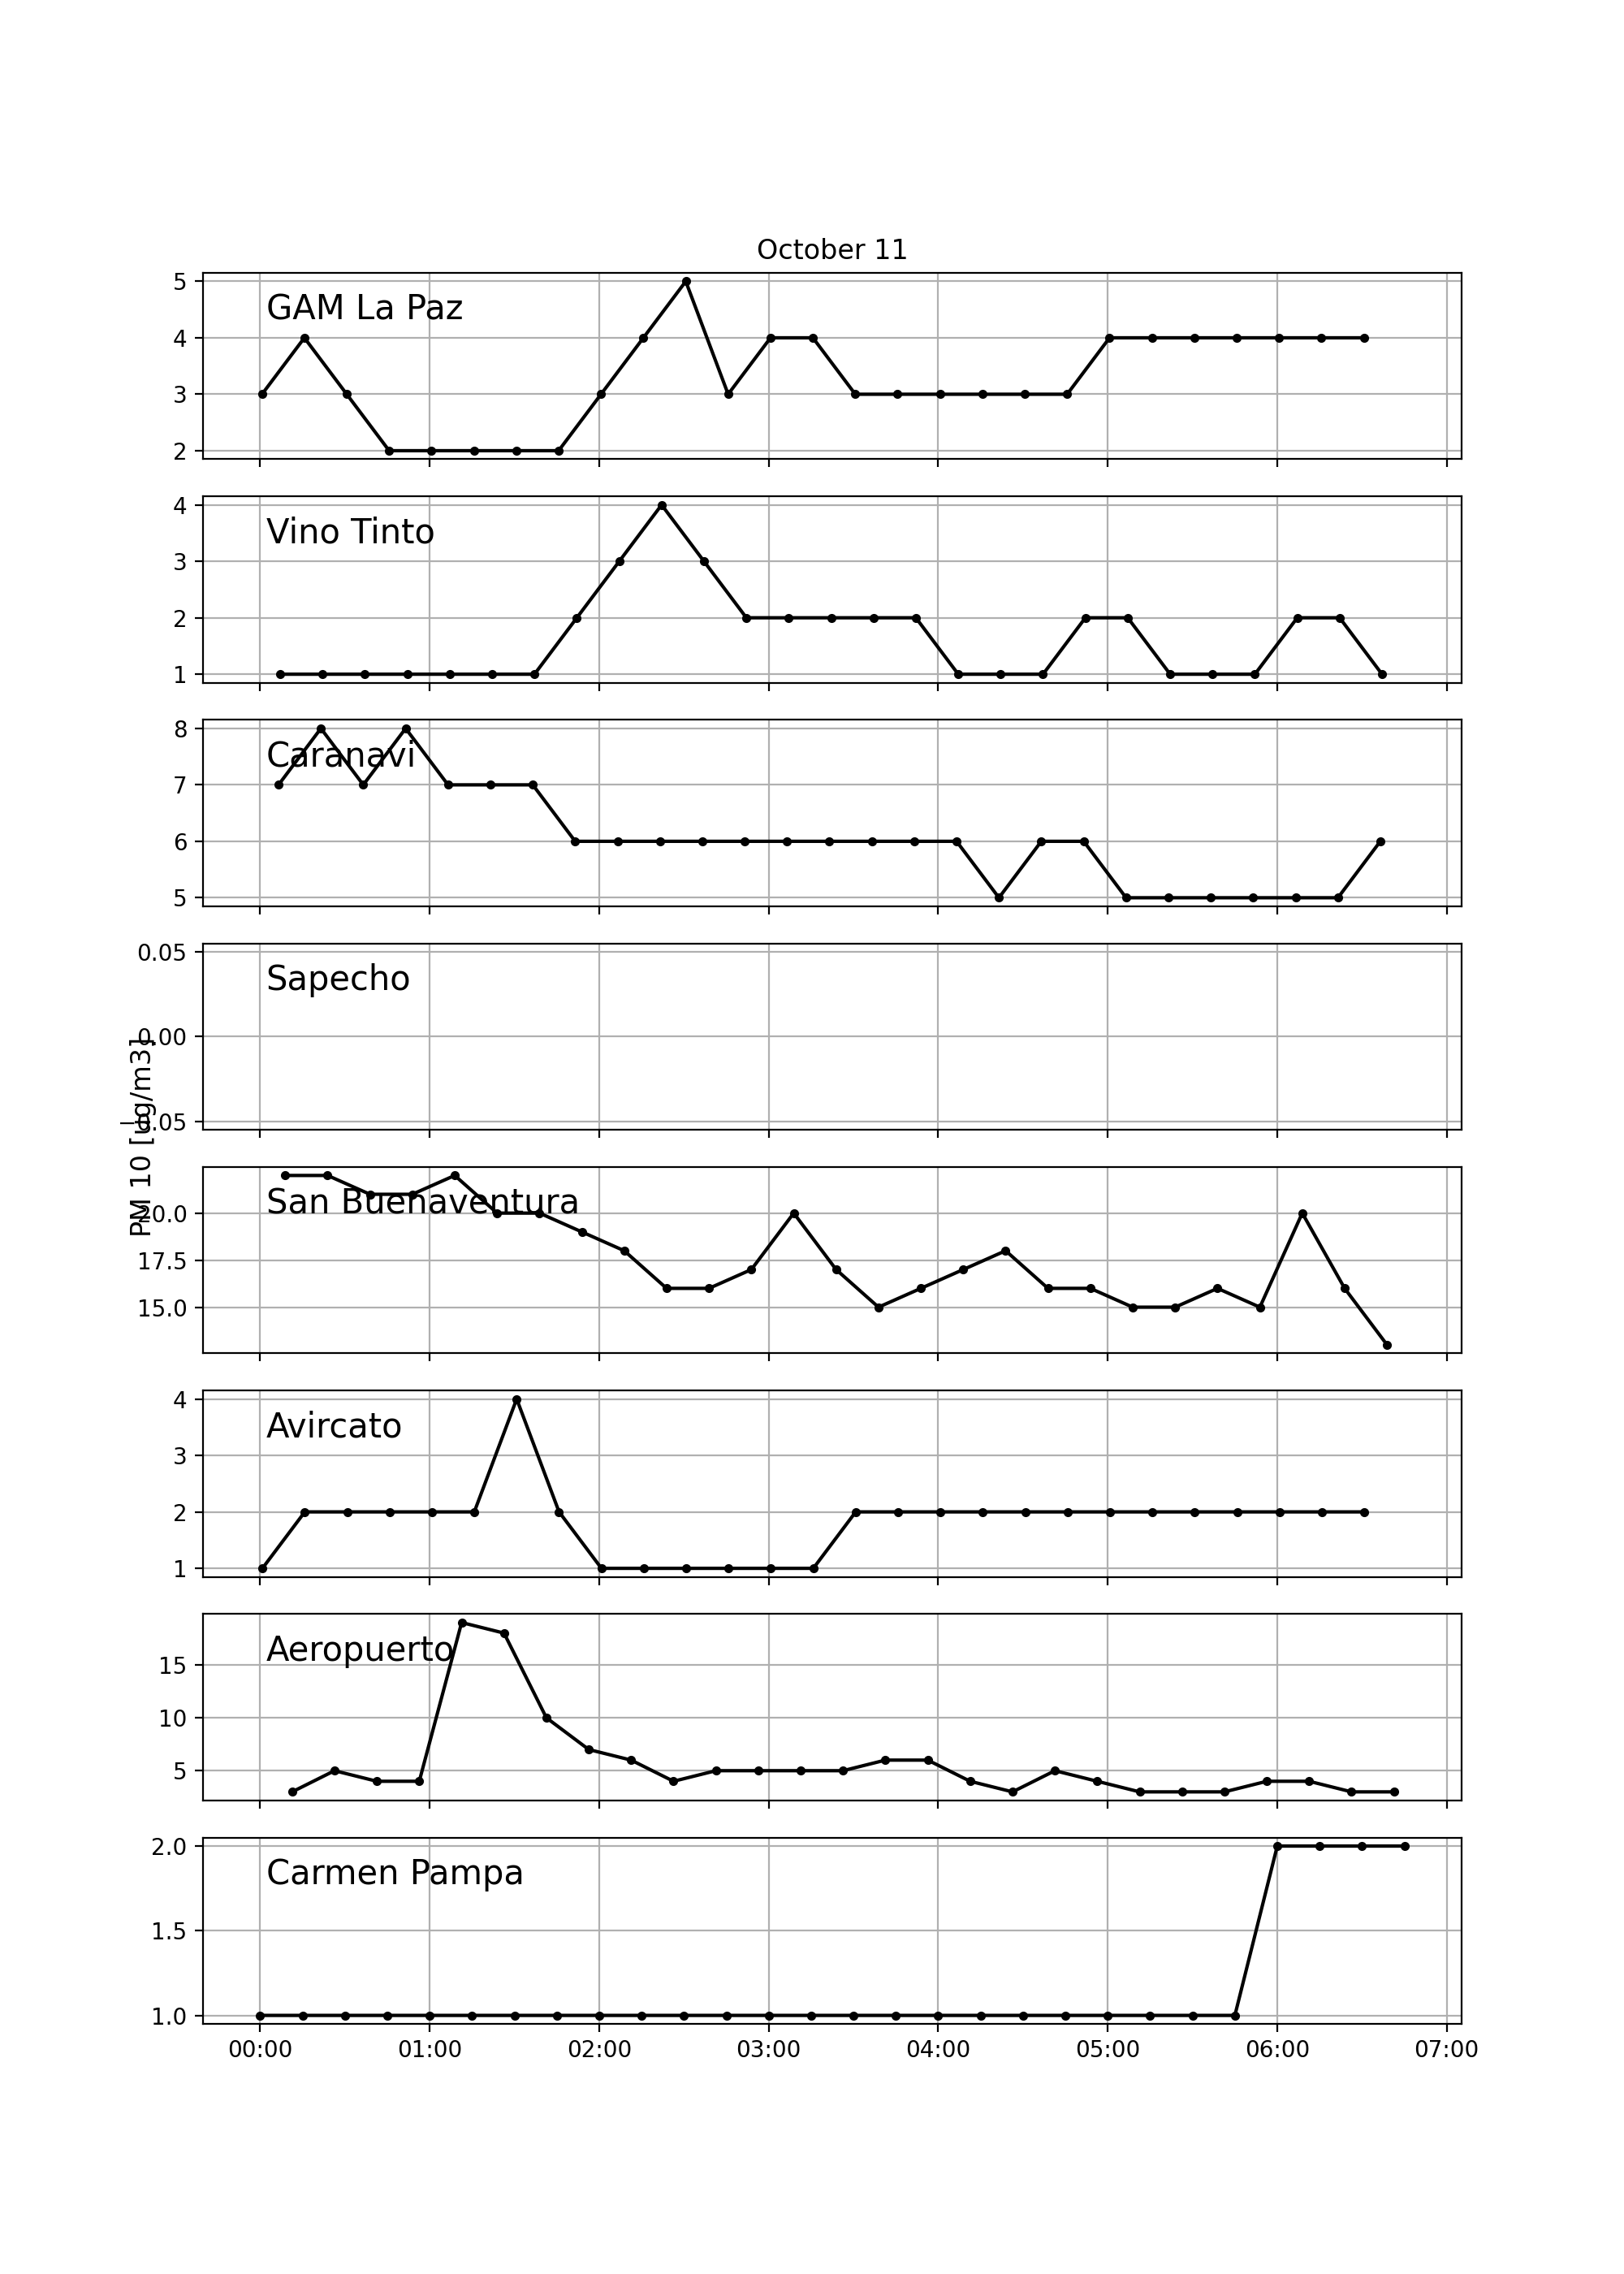 October 11
5
GAM La Paz
4
3
2
4
Vino Tinto
3
2
1
8
Caranavi
7
6
5
0.05
Sapecho
0.00
−0.05
PM 10 [ug/m3]
San Buenaventura
20.0
17.5
15.0
4
Avircato
3
2
1
Aeropuerto
15
10
5
2.0
Carmen Pampa
1.5
1.0
00:00 01:00 02:00 03:00 04:00 05:00 06:00 07:00